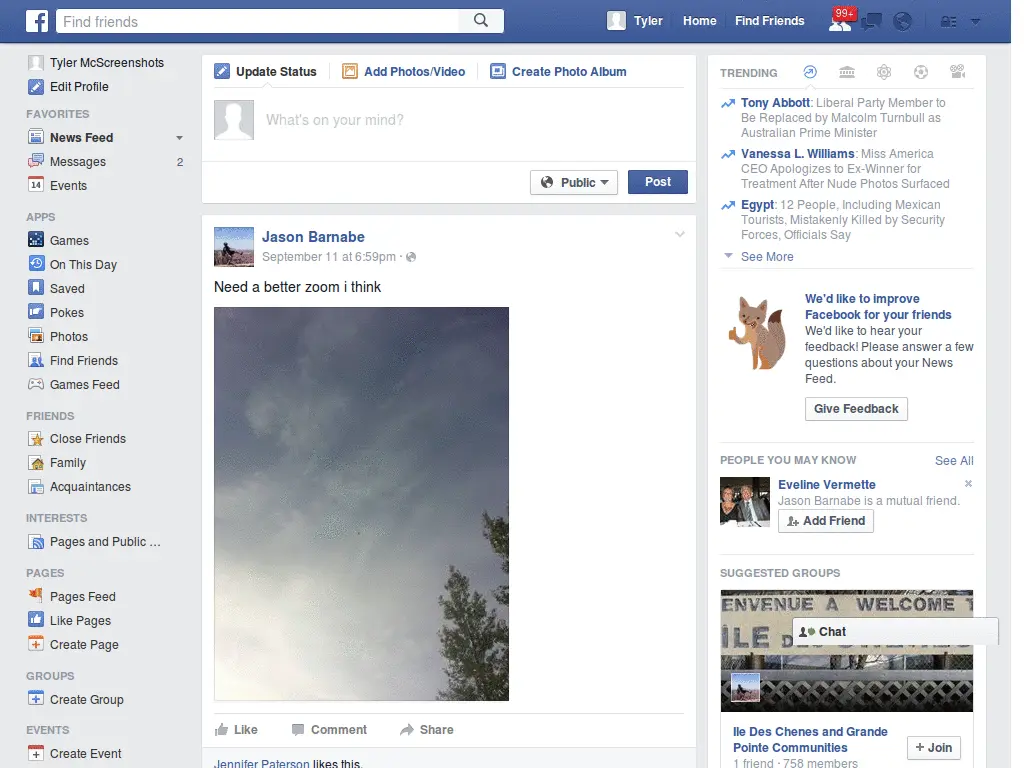 Find friends
Tyler
Home
Find Friends
99+
Tyler McScreenshots
Edit Profile
FAVORITES
News Feed
Messages 2
14 Events
APPS
Games
On This Day
Saved
Pokes
Photos
Find Friends
Games Feed
FRIENDS
Close Friends
Family
Acquaintances
INTERESTS
Pages and Public ...
PAGES
Pages Feed
Like Pages
Create Page
GROUPS
Create Group
EVENTS
Create Event
Update Status
Add Photos/Video
Create Photo Album
What's on your mind?
Public
Post
Jason Barnabe
September 11 at 6:59pm ·
Need a better zoom i think
Like
Comment
Share
Jennifer Paterson likes this.
TRENDING
Tony Abbott: Liberal Party Member to
Be Replaced by Malcolm Turnbull as
Australian Prime Minister
Vanessa L. Williams: Miss America
CEO Apologizes to Ex-Winner for
Treatment After Nude Photos Surfaced
Egypt: 12 People, Including Mexican
Tourists, Mistakenly Killed by Security
Forces, Officials Say
See More
We'd like to improve
Facebook for your friends
We'd like to hear your
feedback! Please answer a few
questions about your News
Feed.
Give Feedback
PEOPLE YOU MAY KNOW
See All
Eveline Vermette
Jason Barnabe is a mutual friend.
Add Friend
SUGGESTED GROUPS
ENVENUE A WELCOME T
ÎLE
Chat
Ile Des Chenes and Grande
Pointe Communities
1 friend · 758 members
+ Join